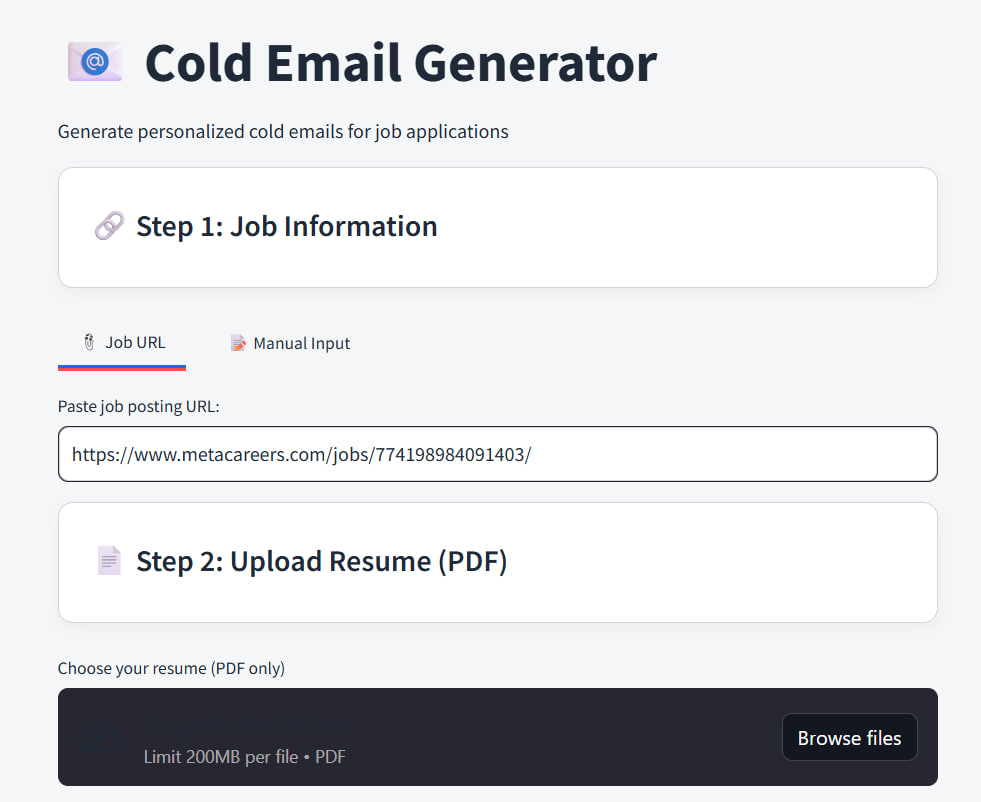 Cold Email Generator
Generate personalized cold emails for job applications
Step 1: Job Information
Job URL
Manual Input
Paste job posting URL:
https://www.metacareers.com/jobs/774198984091403/
Step 2: Upload Resume (PDF)
Choose your resume (PDF only)
Limit 200MB per file • PDF
Browse files